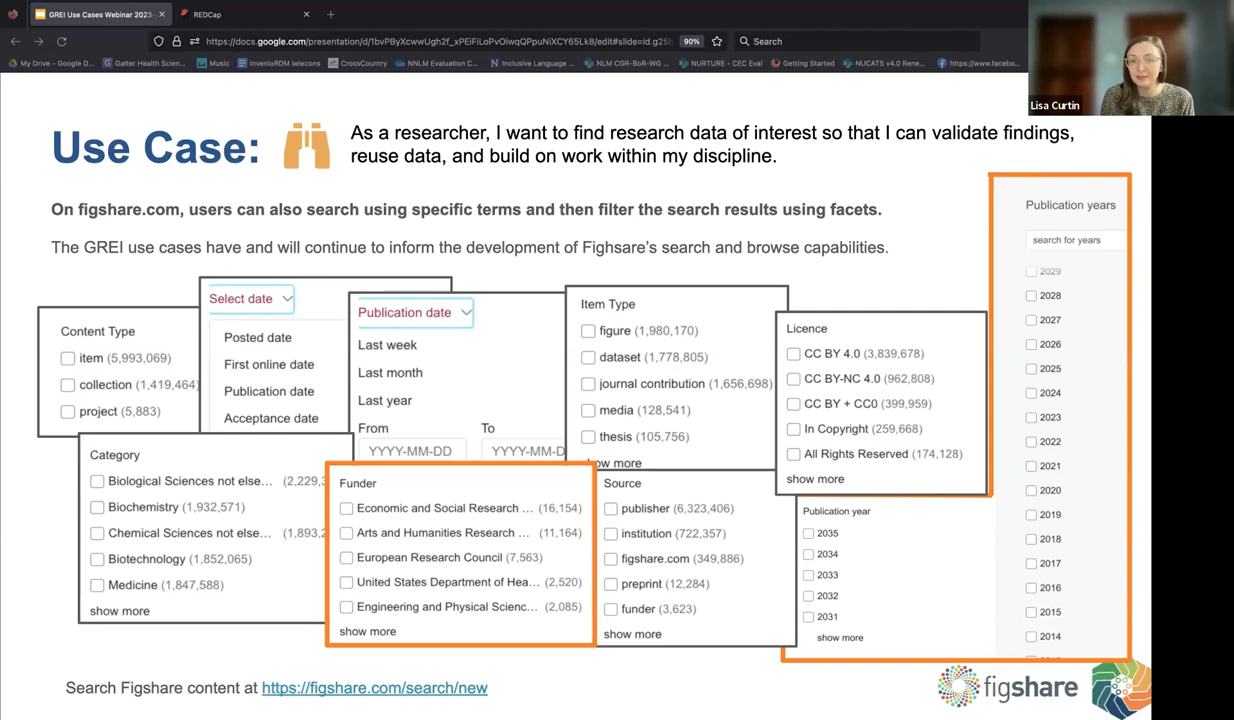 GREI Use Cases Webinar 2023
REDCap
https://docs.google.com/presentation/d/1bvPByXcwwUgh2f_xPEiFiLoPvOiwqQPpuNiXCY65Lk8/edit#slide=id.g25
90%
Search
My Drive - Google D...
Galter Health Scien...
Music
InvenioRDM telecons
CrossCountry
NNLM Evaluation C...
Inclusive Language ...
NLM CGR-BoR-WG ...
NURTURE - CEC Eval
Getting Started
NUCATS v4.0 Rene...
https://www.facebo...
Lisa Curtin
Use Case:
As a researcher, I want to find research data of interest so that I can validate findings,
reuse data, and build on work within my discipline.
On figshare.com, users can also search using specific terms and then filter the search results using facets.
The GREI use cases have and will continue to inform the development of Fighsare's search and browse capabilities.
Content Type
item (5,993,069)
collection (1,419,464)
project (5,883)
Select date
Posted date
First online date
Publication date
Acceptance date
Publication date
Last week
Last month
Last year
From To
YYYY-MM-DD YYYY-MM-D
Item Type
figure (1,980,170)
dataset (1,778,805)
journal contribution (1,656,698)
media (128,541)
thesis (105,756)
how more
Licence
CC BY 4.0 (3,839,678)
CC BY-NC 4.0 (962,808)
CC BY + CC0 (399,959)
In Copyright (259,668)
All Rights Reserved (174,128)
show more
Publication years
search for years
2029
2028
2027
2026
2025
2024
2023
2022
2021
2020
2019
2018
2017
2016
2015
2014
Category
Biological Sciences not else... (2,229,3
Biochemistry (1,932,571)
Chemical Sciences not else... (1,893,2
Biotechnology (1,852,065)
Medicine (1,847,588)
show more
Funder
Economic and Social Research ... (16,154)
Arts and Humanities Research ... (11,164)
European Research Council (7,563)
United States Department of Hea... (2,520)
Engineering and Physical Scienc... (2,085)
show more
Source
publisher (6,323,406)
institution (722,357)
figshare.com (349,886)
preprint (12,284)
funder (3,623)
show more
Publication year
2035
2034
2033
2032
2031
show more
Search Figshare content at https://figshare.com/search/new
figshare